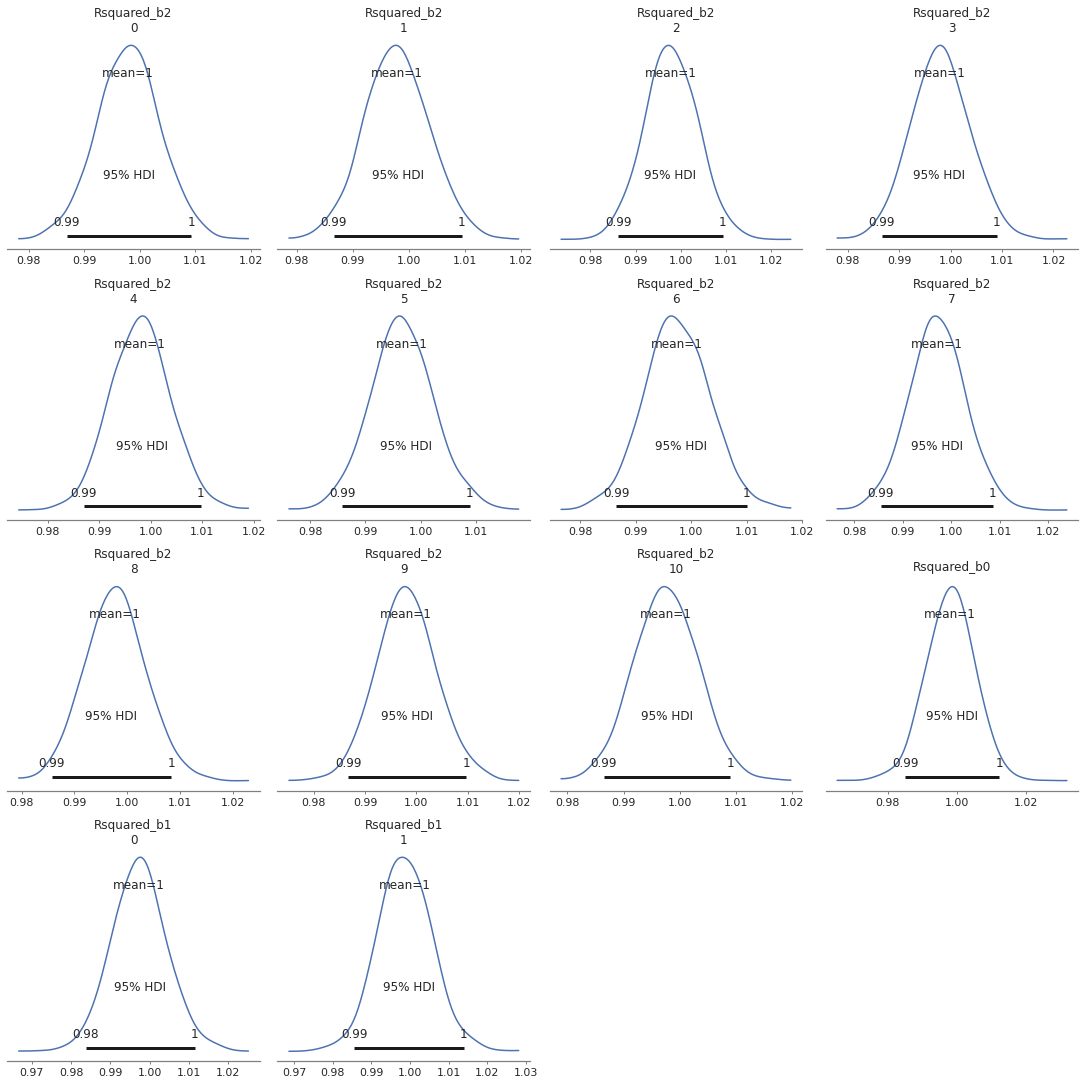 Rsquared_b2
0
mean=1
95% HDI
0.99 1
0.98 0.99 1.00 1.01 1.02
Rsquared_b2
1
mean=1
95% HDI
0.99 1
0.98 0.99 1.00 1.01 1.02
Rsquared_b2
2
mean=1
95% HDI
0.99 1
0.98 0.99 1.00 1.01 1.02
Rsquared_b2
3
mean=1
95% HDI
0.99 1
0.98 0.99 1.00 1.01 1.02
Rsquared_b2
4
mean=1
95% HDI
0.99 1
0.98 0.99 1.00 1.01 1.02
Rsquared_b2
5
mean=1
95% HDI
0.99 1
0.98 0.99 1.00 1.01
Rsquared_b2
6
mean=1
95% HDI
0.99 1
0.98 0.99 1.00 1.01 1.02
Rsquared_b2
7
mean=1
95% HDI
0.99 1
0.98 0.99 1.00 1.01 1.02
Rsquared_b2
8
mean=1
95% HDI
0.99 1
0.98 0.99 1.00 1.01 1.02
Rsquared_b2
9
mean=1
95% HDI
0.99 1
0.98 0.99 1.00 1.01 1.02
Rsquared_b2
10
mean=1
95% HDI
0.99 1
0.98 0.99 1.00 1.01 1.02
Rsquared_b0
mean=1
95% HDI
0.99 1
0.98 1.00 1.02
Rsquared_b1
0
mean=1
95% HDI
0.98 1
0.97 0.98 0.99 1.00 1.01 1.02
Rsquared_b1
1
mean=1
95% HDI
0.99 1
0.97 0.98 0.99 1.00 1.01 1.02 1.03